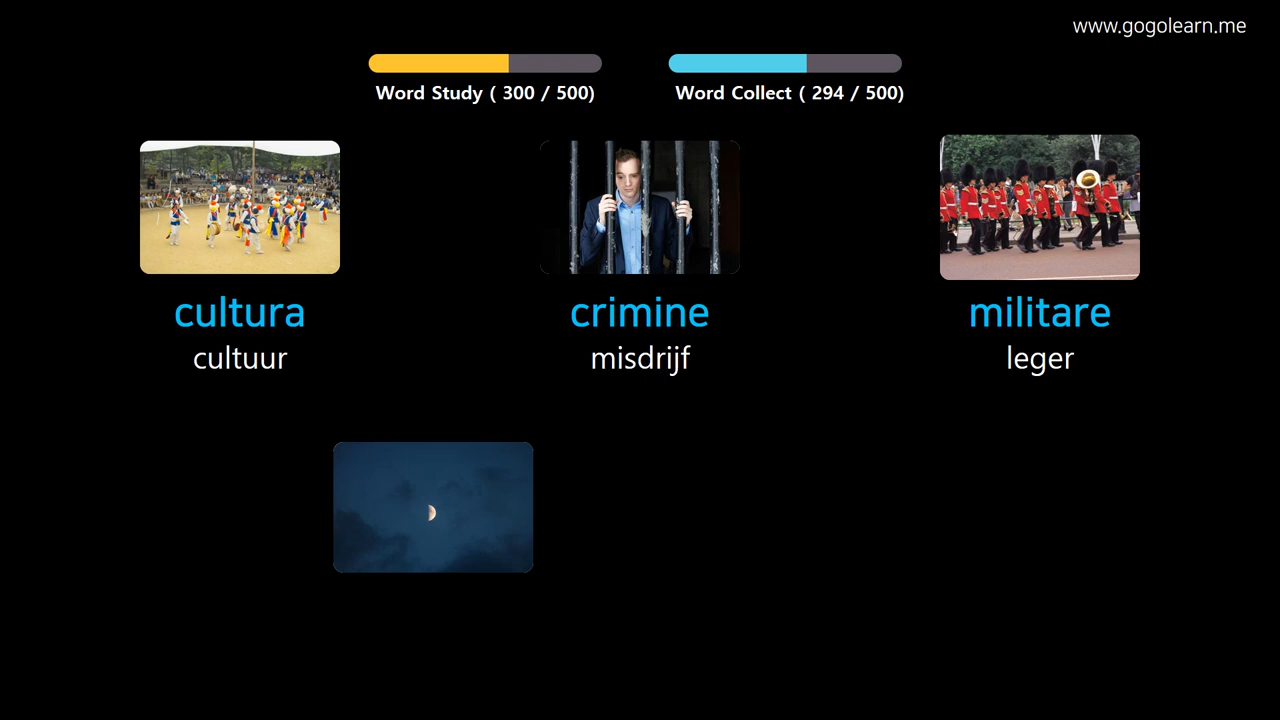 www.gogolearn.me
Word Study ( 300 / 500)
Word Collect ( 294 / 500)
cultura
crimine
militare
cultuur
misdrijf
leger